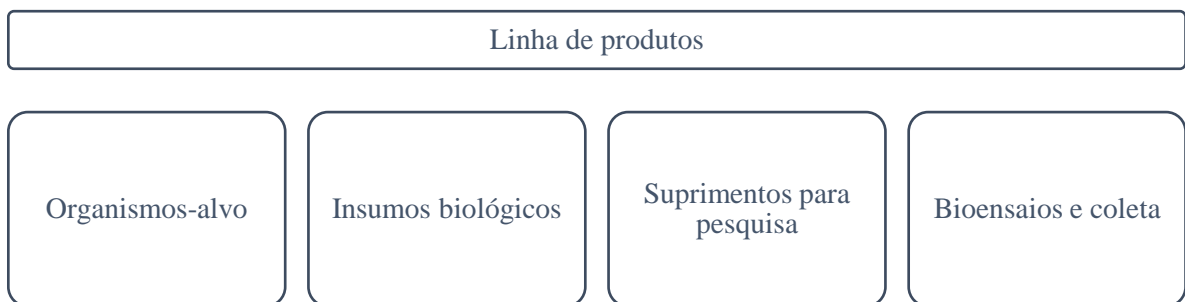 Linha de produtos
Organismos-alvo
Insumos biológicos
Suprimentos para
pesquisa
Bioensaios e coleta